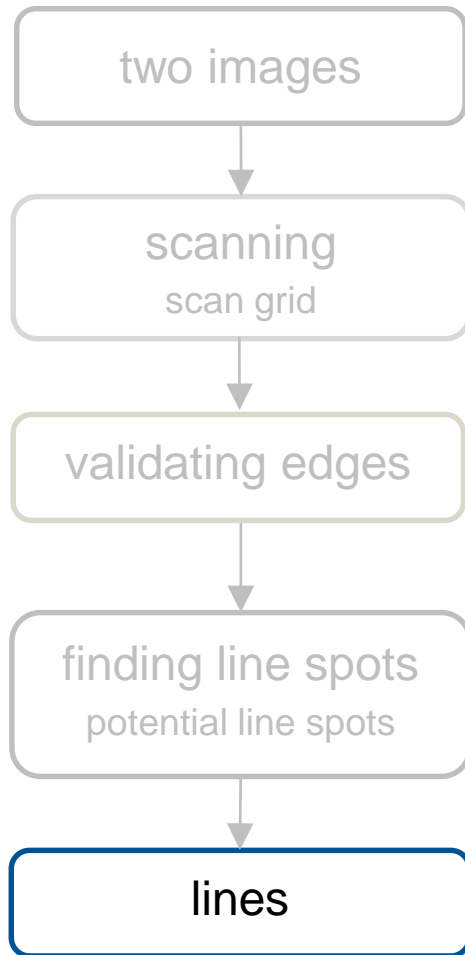 two images
scanning
scan grid
validating edges
finding line spots
potential line spots
lines